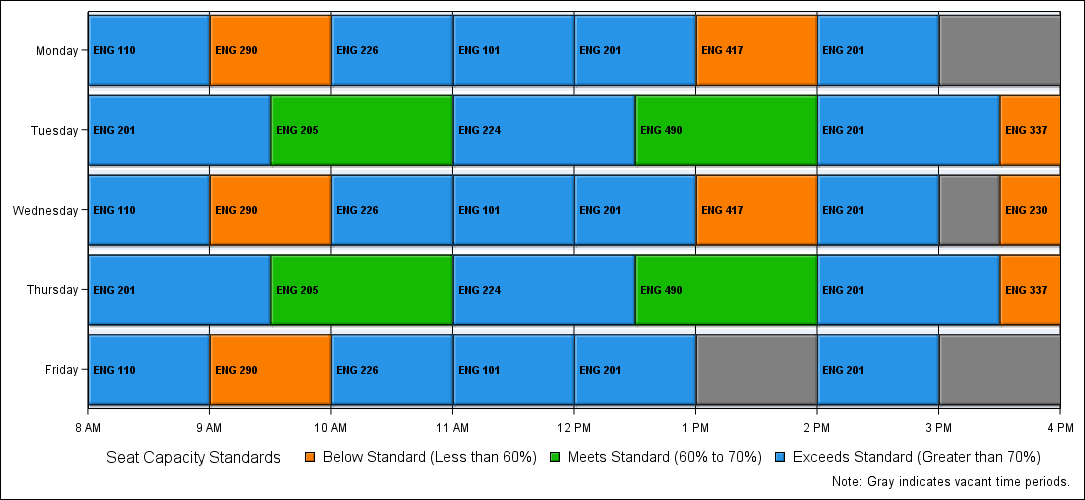 Monday ENG 110 ENG 290 ENG 226 ENG 101 ENG 201 ENG 417 ENG 201
Tuesday ENG 201 ENG 205 ENG 224 ENG 490 ENG 201 ENG 337
Wednesday ENG 110 ENG 290 ENG 226 ENG 101 ENG 201 ENG 417 ENG 201 ENG 230
Thursday ENG 201 ENG 205 ENG 224 ENG 490 ENG 201 ENG 337
Friday ENG 110 ENG 290 ENG 226 ENG 101 ENG 201 ENG 201
8 AM 9 AM 10 AM 11 AM 12 PM 1 PM 2 PM 3 PM 4 PM
Seat Capacity Standards Below Standard (Less than 60%) Meets Standard (60% to 70%) Exceeds Standard (Greater than 70%)
Note: Gray indicates vacant time periods.